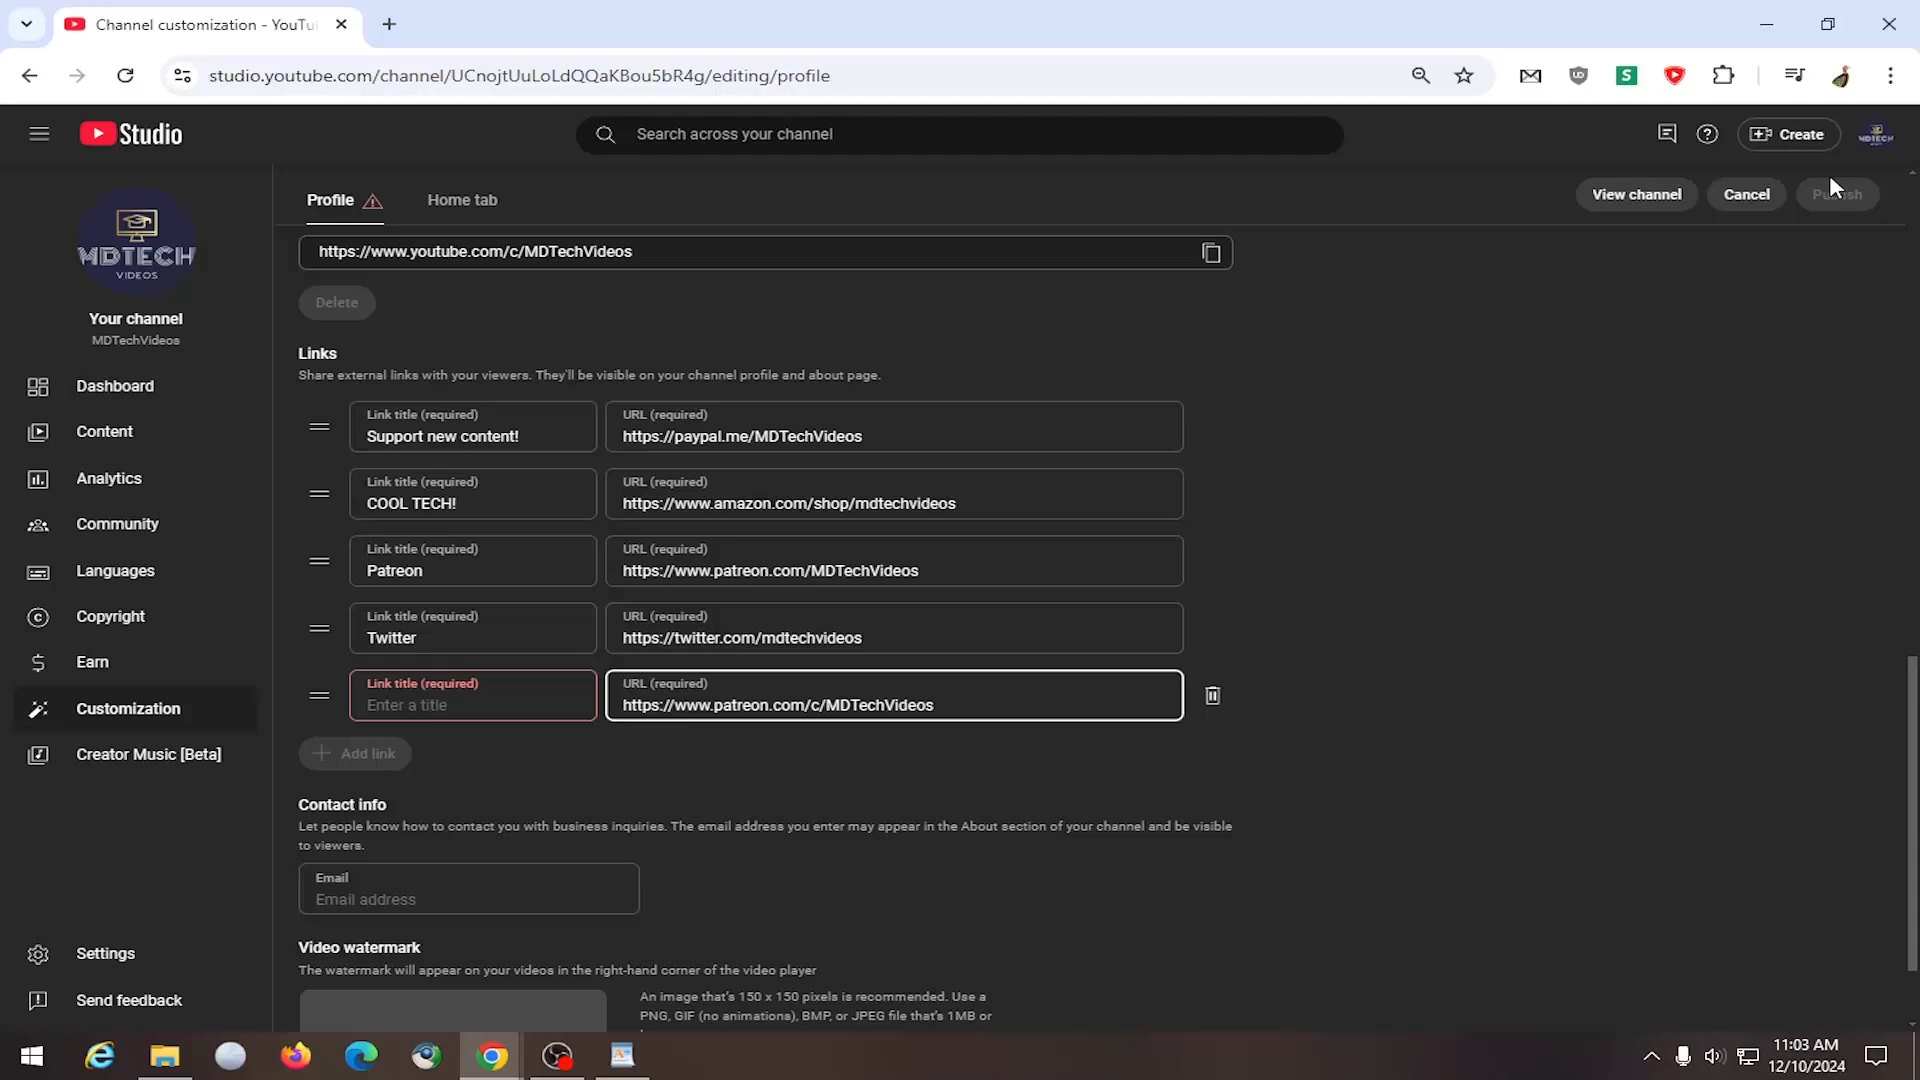 Channel customization - YouTu
studio.youtube.com/channel/UCnojtUuLoLdQQaKBou5bR4g/editing/profile
Studio
Search across your channel
Create
MDTECH
VIDEOS
Your channel
MDTechVideos
Dashboard
Content
Analytics
Community
Languages
Copyright
Earn
Customization
Creator Music [Beta]
Settings
Send feedback
Profile
Home tab
View channel
Cancel
Publish
https://www.youtube.com/c/MDTechVideos
Delete
Links
Share external links with your viewers. They'll be visible on your channel profile and about page.
Link title (required)
Support new content!
URL (required)
https://paypal.me/MDTechVideos
Link title (required)
COOL TECH!
URL (required)
https://www.amazon.com/shop/mdtechvideos
Link title (required)
Patreon
URL (required)
https://www.patreon.com/MDTechVideos
Link title (required)
Twitter
URL (required)
https://twitter.com/mdtechvideos
Link title (required)
Enter a title
URL (required)
https://www.patreon.com/c/MDTechVideos
Add link
Contact info
Let people know how to contact you with business inquiries. The email address you enter may appear in the About section of your channel and be visible
to viewers.
Email
Email address
Video watermark
The watermark will appear on your videos in the right-hand corner of the video player
An image that's 150 x 150 pixels is recommended. Use a
PNG, GIF (no animations), BMP, or JPEG file that's 1MB or
11:03 AM
12/10/2024